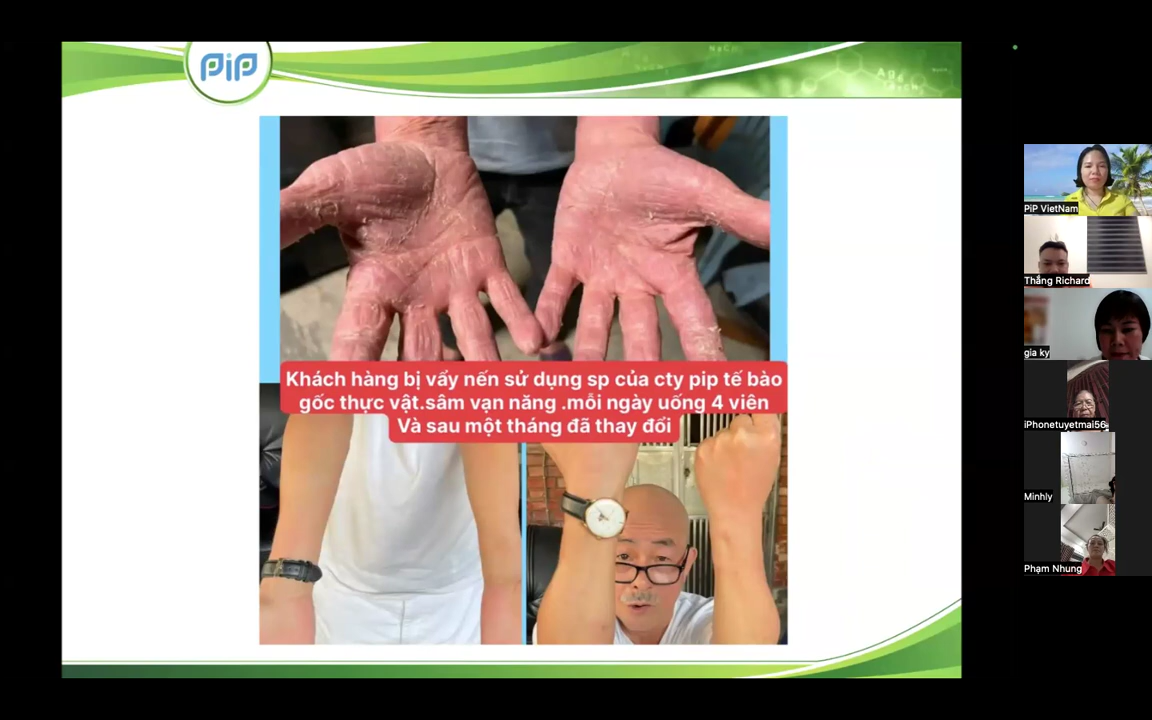 PiP
Khách hàng bị vẩy nến sử dụng sp của cty pip tế bào
gốc thực vật.sâm vạn năng .mỗi ngày uống 4 viên
Và sau một tháng đã thay đổi
PiP VietNam
Thắng Richard
gia ky
iPhonetuyetmai56
Minhly
Phạm Nhung